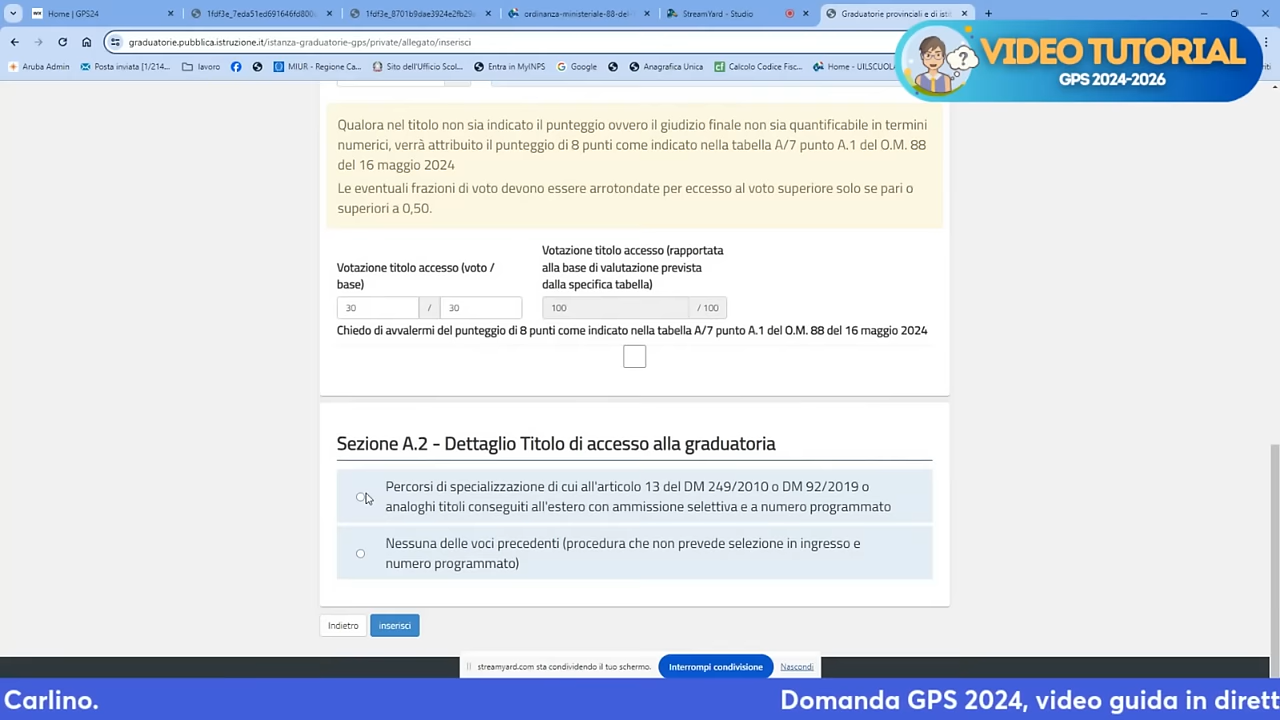 Home | GPS24
1fdf3_7eda51ed691646fd800
1fdf3_8701b9dae3924e2fb29
ordinanza-ministeriale-88-del-
StreamYard - Studio
Graduatorie provinciali e di isti
graduatorie.pubblica.istruzione.it/istanza-graduatorie-gps/private/allegato/inserisci
Aruba Admin
Posta inviata [1/214...
lavoro
MIUR - Regione Ca...
Sito dell'Ufficio Scol...
Entra in MyINPS
Google
Anagrafica Unica
Calcolo Codice Fisc...
Home - UILSCUOL
VIDEO TUTORIAL
GPS 2024-2026
Qualora nel titolo non sia indicato il punteggio ovvero il giudizio finale non sia quantificabile in termini
numerici, verrà attribuito il punteggio di 8 punti come indicato nella tabella A/7 punto A.1 del O.M. 88
del 16 maggio 2024
Le eventuali frazioni di voto devono essere arrotondate per eccesso al voto superiore solo se pari o
superiori a 0,50.
Votazione titolo accesso (voto /
base)
Votazione titolo accesso (rapportata
alla base di valutazione prevista
dalla specifica tabella)
30 / 30
100 / 100
Chiedo di avvalermi del punteggio di 8 punti come indicato nella tabella A/7 punto A.1 del O.M. 88 del 16 maggio 2024
Sezione A.2 - Dettaglio Titolo di accesso alla graduatoria
Percorsi di specializzazione di cui all'articolo 13 del DM 249/2010 o DM 92/2019 o
analoghi titoli conseguiti all'estero con ammissione selettiva e a numero programmato
Nessuna delle voci precedenti (procedura che non prevede selezione in ingresso e
numero programmato)
Indietro
inserisci
streamyard.com sta condividendo il tuo schermo.
Interrompi condivisione
Nascondi
Carlino.
Domanda GPS 2024, video guida in dirett